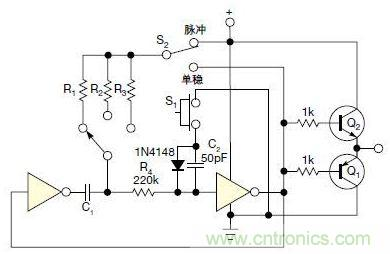 +
脉冲
S2
R1
R2
R3
单稳
S1
1k
Q2
C2
50pF
1N4148
R4
220k
1k
Q1
C1
www.cntronics.com